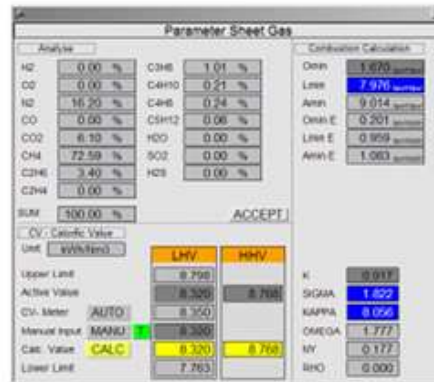 Parameter Sheet Gas
Analyse
H2 0.00 %
O2 0.00 %
N2 16.20 %
CO 0.00 %
CO2 6.10 %
CH4 72.59 %
C2H6 3.40 %
C2H4 0.00 %
C3H8 1.01 %
C4H10 0.21 %
C4H8 0.24 %
C5H12 0.06 %
H2O 0.00 %
SO2 0.00 %
H2S 0.00 %
SUM 100.00 %
ACCEPT
Combustion Calculation
Omin 1.670
Lmin 7.976
Amin 9.014
Omin E 0.201
Lmin E 0.959
Amin E 1.083
CV - Calorific Value
Unit kWh/Nm3
LHV HHV
Upper Limit 8.798
Active Value 8.320 8.768
CV- Meter AUTO 8.350
Manual Input MANU 8.320
Calc. Value CALC 8.320 8.768
Lower Limit 7.763
K 0.917
SIGMA 1.822
KAPPA 8.056
OMEGA 1.777
NY 0.177
RHO 0.000